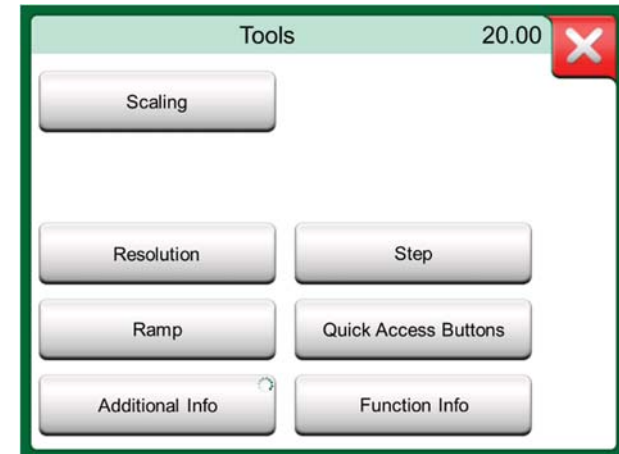 Tools 20.00
Scaling
Resolution Step
Ramp Quick Access Buttons
Additional Info Function Info